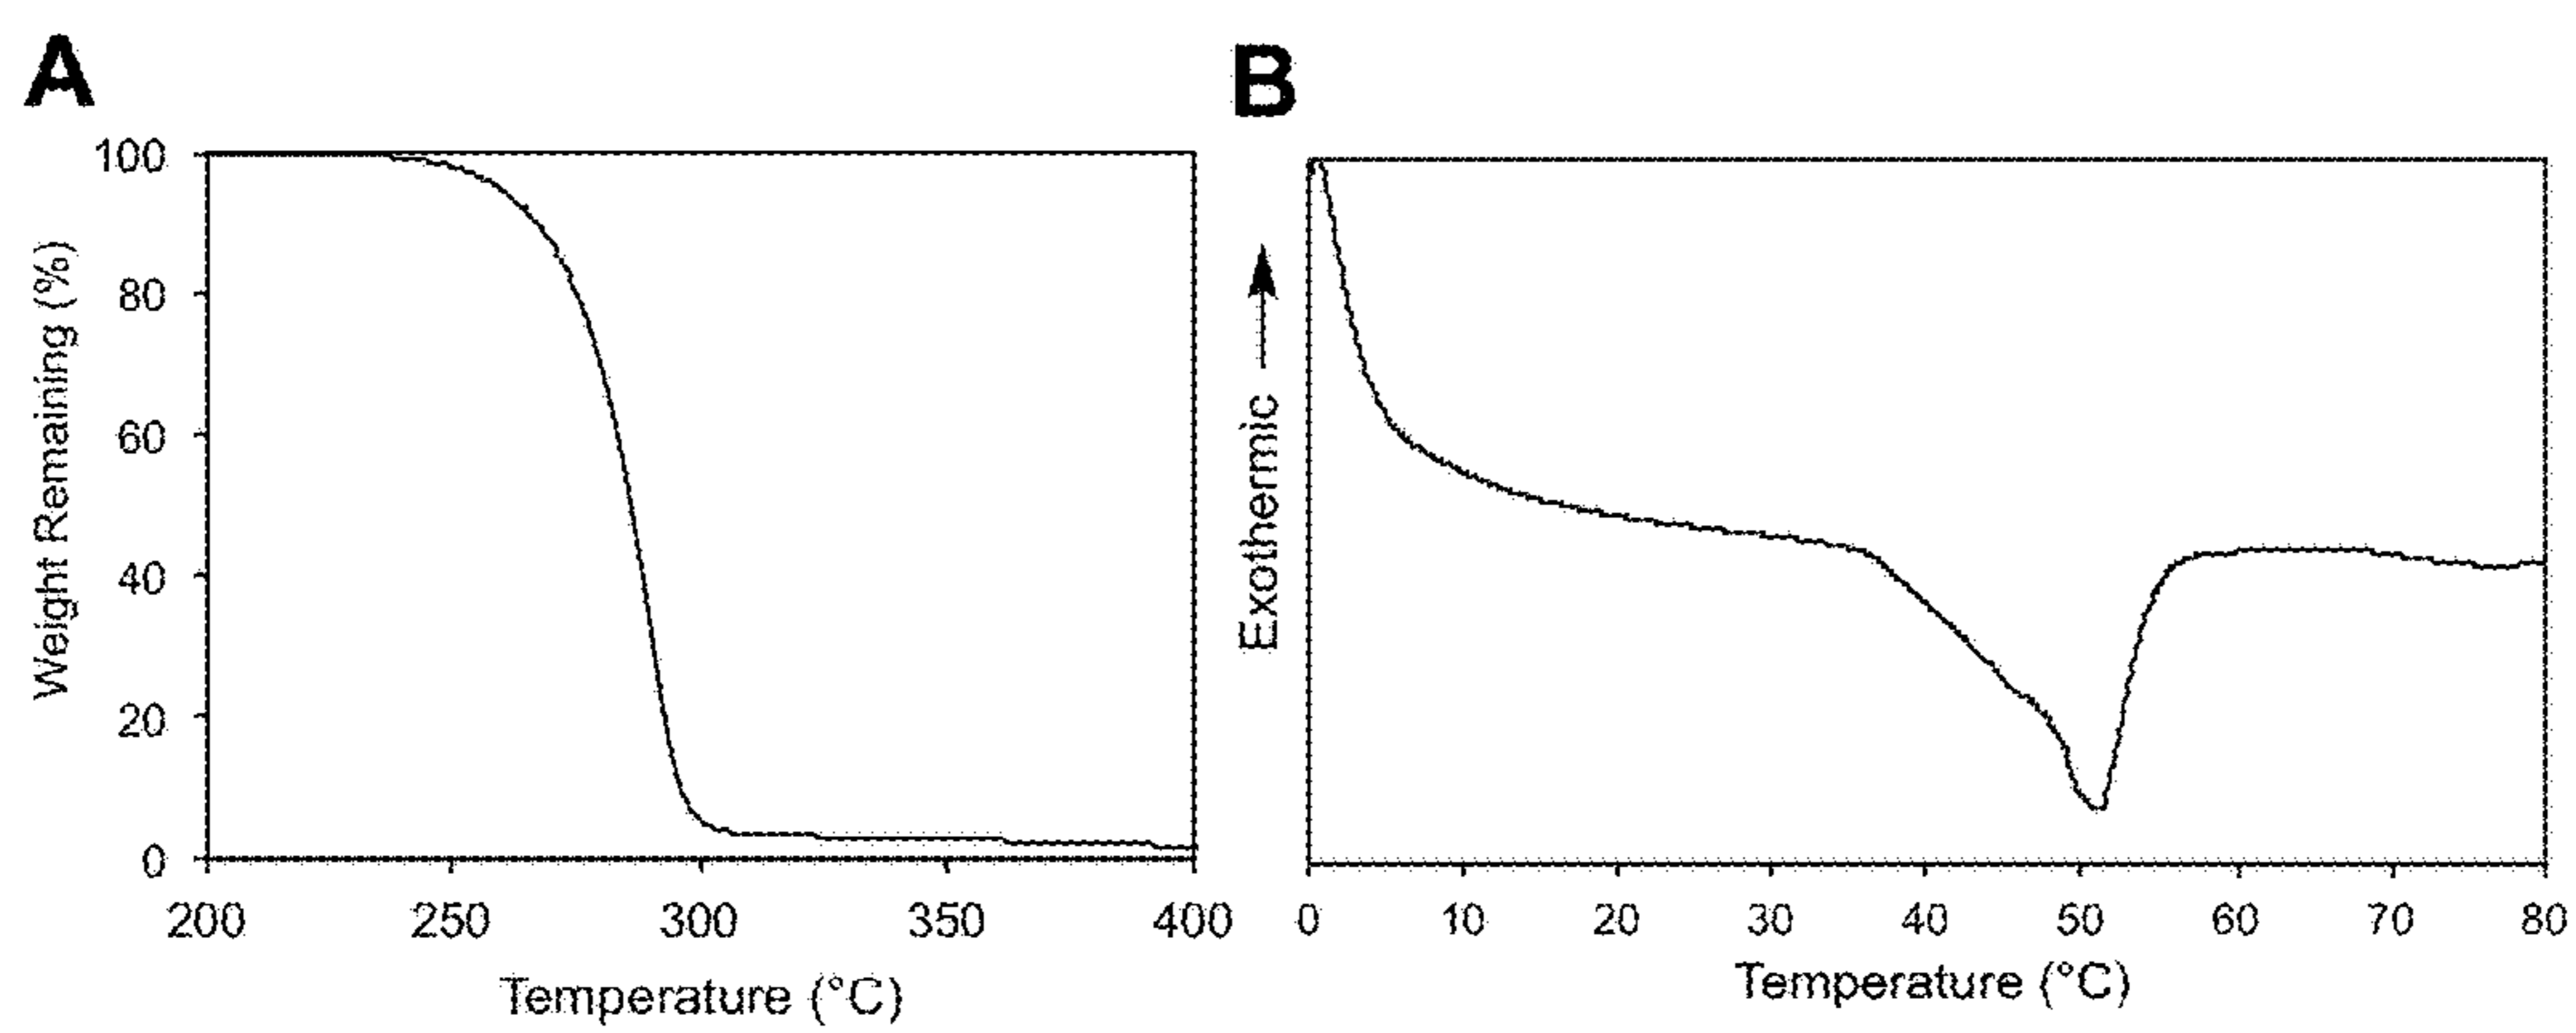 A
B
100
80
60
40
20
0
Weight Remaining (%)
200 250 300 350 400
Temperature (°C)
Exothermic
0 10 20 30 40 50 60 70 80
Temperature (°C)